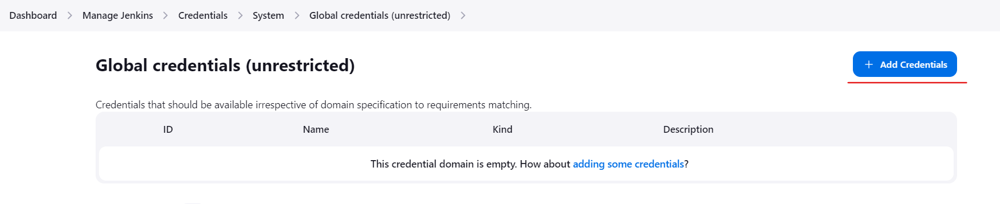 Dashboard > Manage Jenkins > Credentials > System > Global credentials (unrestricted) >
Global credentials (unrestricted)
+ Add Credentials
Credentials that should be available irrespective of domain specification to requirements matching.
ID Name Kind Description
This credential domain is empty. How about adding some credentials?